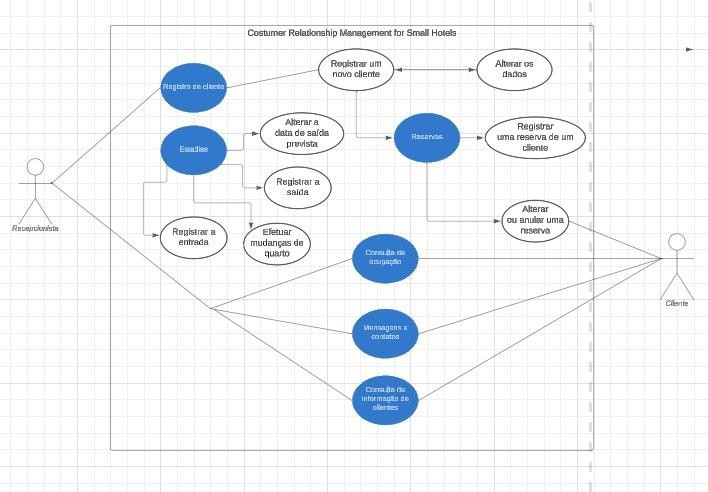 Costumer Relationship Management for Small Hotels
Registrar um
novo cliente
Alterar os
dados
Registro de cliente
Alterar a
data de saída
prevista
Registrar
uma reserva de um
cliente
Reservas
Estadias
Registrar a
saída
Recepcionista
Registrar a
entrada
Efetuar
mudanças de
quarto
Alterar
ou anular uma
reserva
Consulta de
ocupação
Cliente
Mensagens e
contatos
Consulta de
informação de
clientes